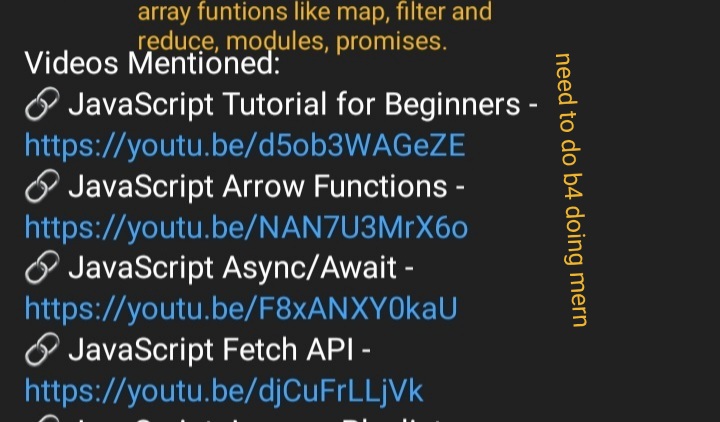 array funtions like map, filter and
reduce, modules, promises.
Videos Mentioned:
🔗 JavaScript Tutorial for Beginners -
https://youtu.be/d5ob3WAGeZE
🔗 JavaScript Arrow Functions -
https://youtu.be/NAN7U3MrX6o
🔗 JavaScript Async/Await -
https://youtu.be/F8xANXY0kaU
🔗 JavaScript Fetch API -
https://youtu.be/djCuFrLLjVk
need to do b4 doing mern